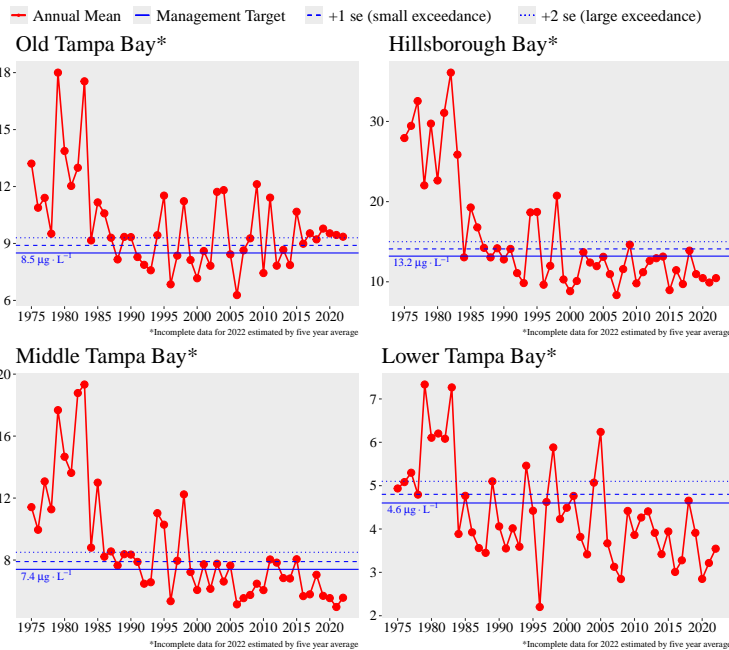 Annual Mean Management Target +1 se (small exceedance) +2 se (large exceedance)
Old Tampa Bay*
18
15
12
9
6
8.5 μg · L⁻¹
1975 1980 1985 1990 1995 2000 2005 2010 2015 2020
*Incomplete data for 2022 estimated by five year average
Hillsborough Bay*
30
20
10
13.2 μg · L⁻¹
1975 1980 1985 1990 1995 2000 2005 2010 2015 2020
*Incomplete data for 2022 estimated by five year average
Middle Tampa Bay*
20
16
12
8
7.4 μg · L⁻¹
1975 1980 1985 1990 1995 2000 2005 2010 2015 2020
*Incomplete data for 2022 estimated by five year average
Lower Tampa Bay*
7
6
5
4
3
2
4.6 μg · L⁻¹
1975 1980 1985 1990 1995 2000 2005 2010 2015 2020
*Incomplete data for 2022 estimated by five year average